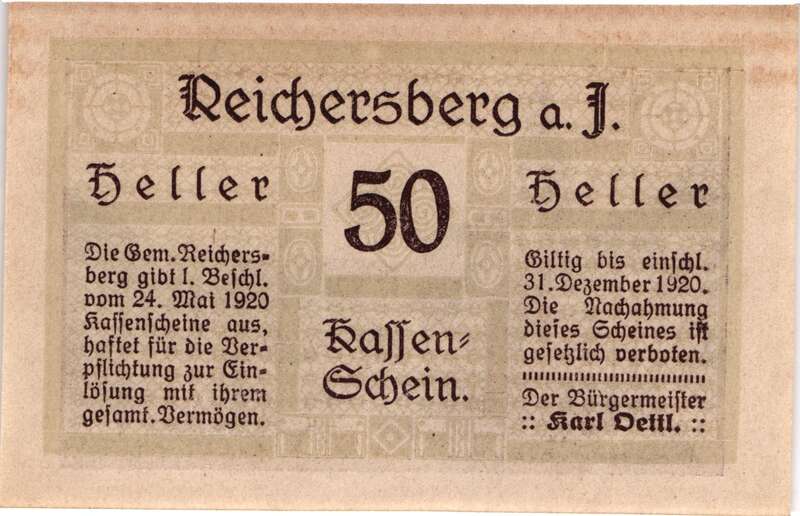 Reichersberg a. J.
Heller
50
Heller
Die Gem. Reichers-
berg gibt l. Beschl.
vom 24. Mai 1920
Kassenscheine aus,
haftet für die Ver-
pflichtung zur Ein-
lösung mit ihrem
gesamt. Vermögen.
Kassen-
Schein.
Giltig bis einschl.
31. Dezember 1920.
Die Nachahmung
dieses Scheines ist
gesetzlich verboten.
Der Bürgermeister
:: Karl Oettl. ::